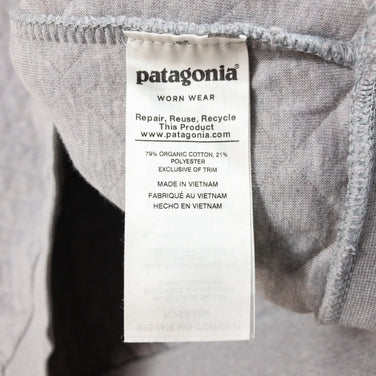 patagonia®
WORN WEAR
Repair, Reuse, Recycle
This Product
www.patagonia.com
79% ORGANIC COTTON, 21%
POLYESTER
EXCLUSIVE OF TRIM
MADE IN VIETNAM
FABRIQUÉ AU VIETNAM
HECHO EN VIETNAM